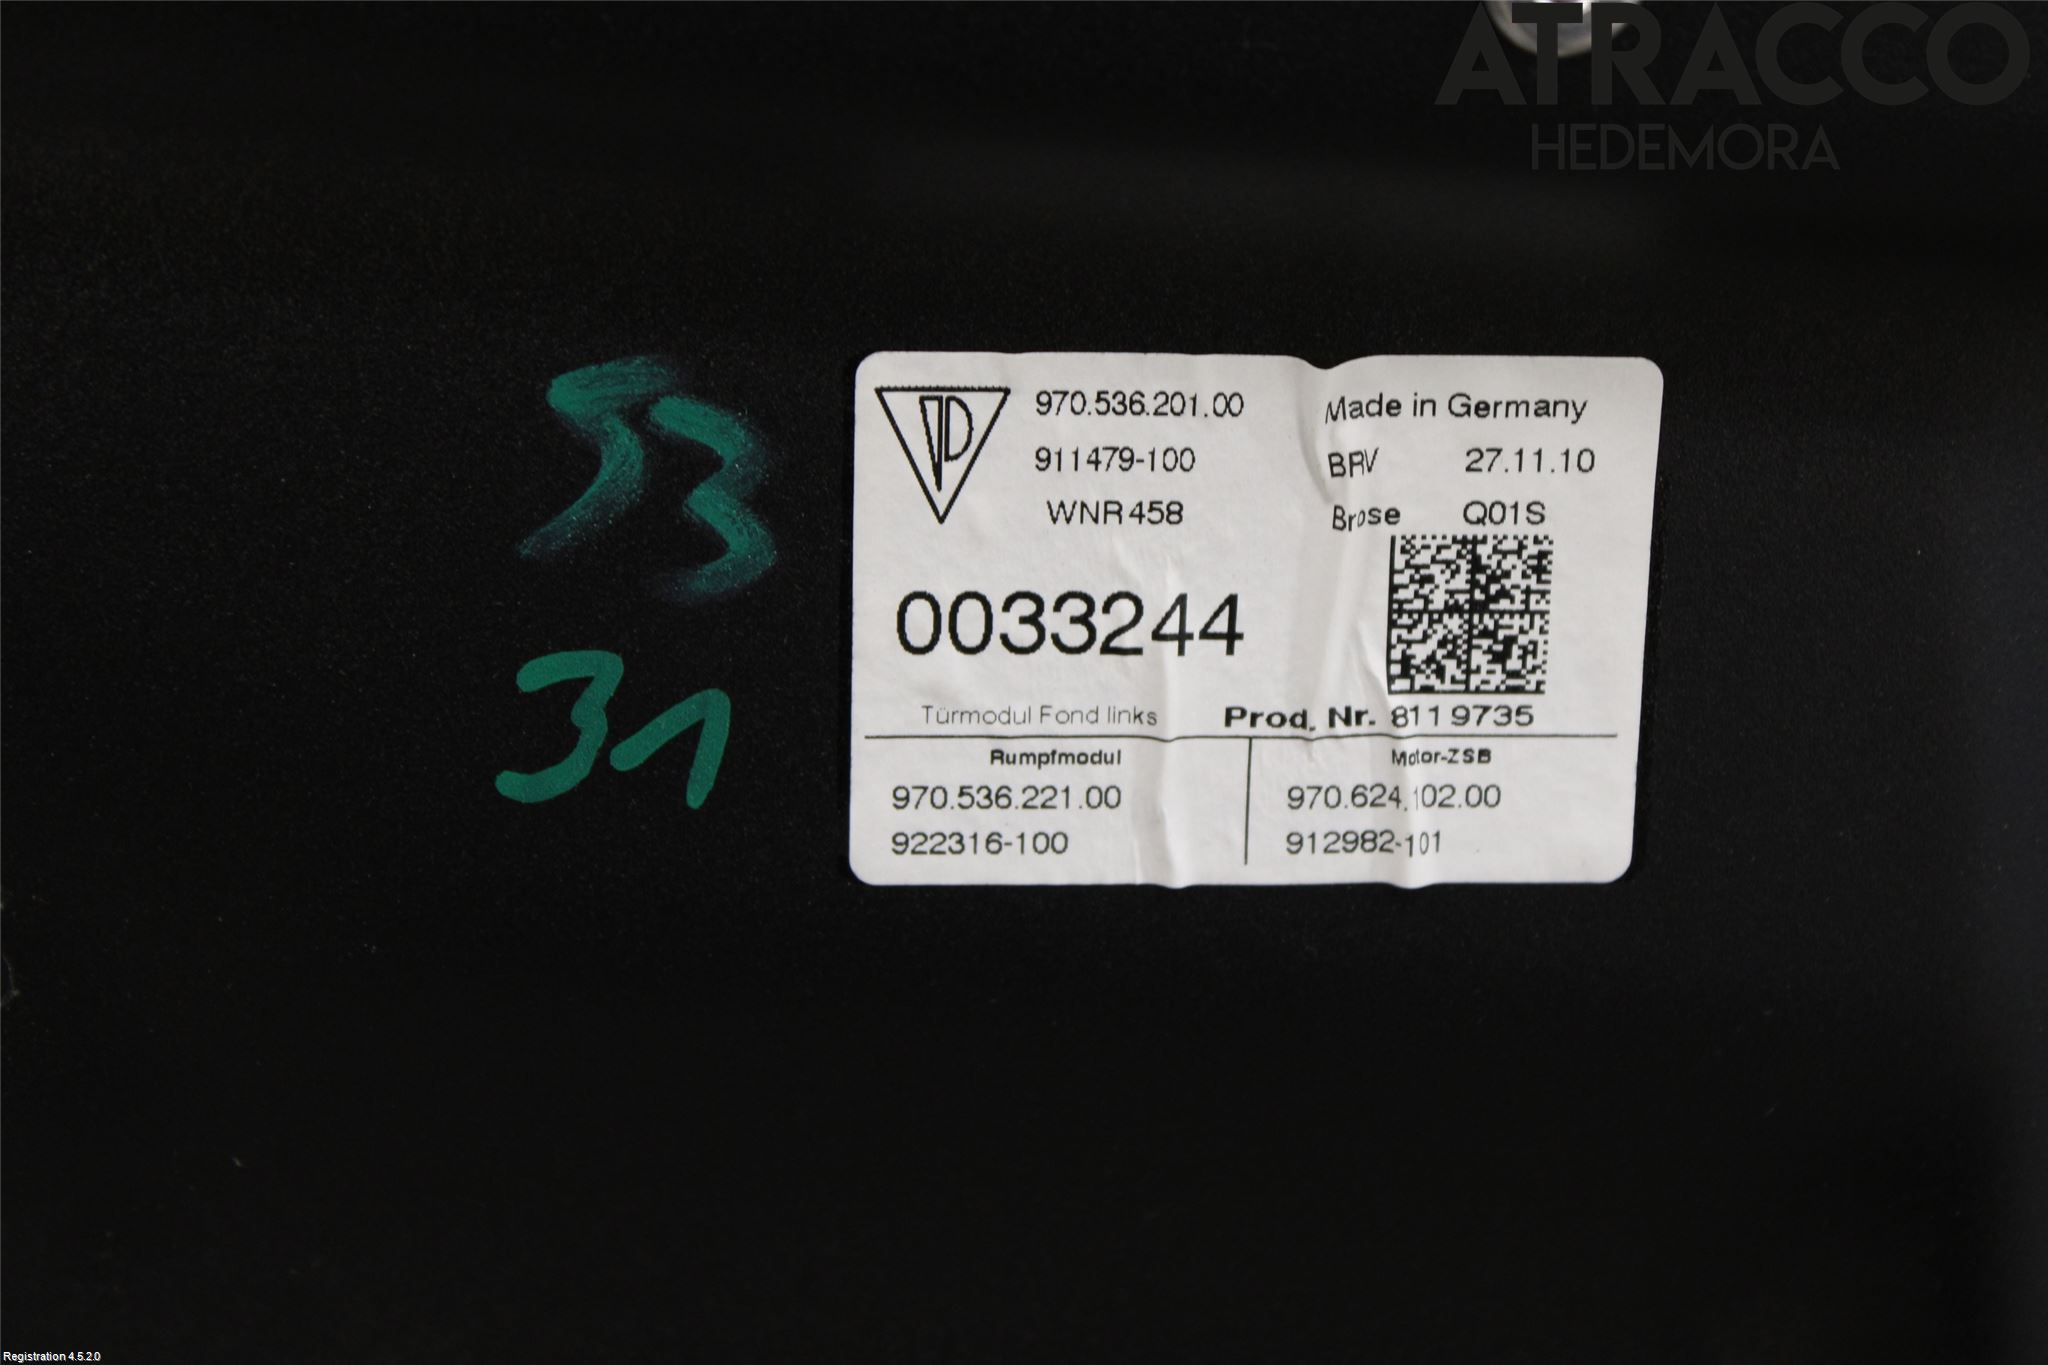 ATRACCO
HEDEMORA
53
31
970.536.201.00
911479-100
WNR 458
Made in Germany
BRV 27.11.10
Brose Q01S
0033244
Türmodul Fond links
Prod. Nr. 8119735
Rumpfmodul
970.536.221.00
922316-100
Motor-ZSB
970.624.102.00
912982-101
Registration 4.5.2.0